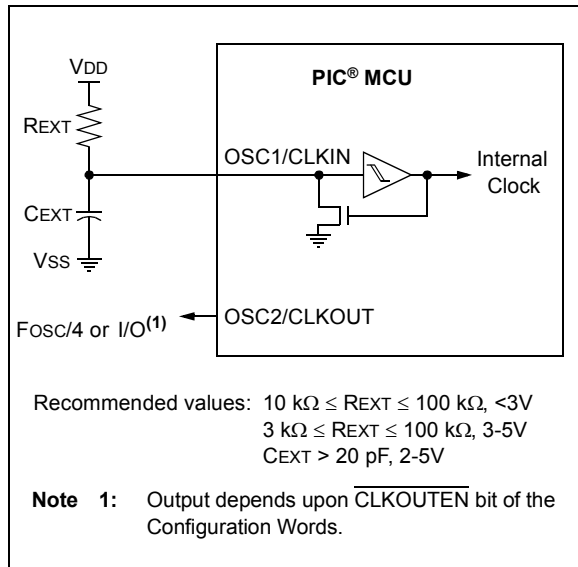 VDD
PIC® MCU
REXT
OSC1/CLKIN
Internal
Clock
CEXT
VSS
OSC2/CLKOUT
FOSC/4 or I/O(1)
Recommended values: 10 kΩ ≤ REXT ≤ 100 kΩ, <3V
3 kΩ ≤ REXT ≤ 100 kΩ, 3-5V
CEXT > 20 pF, 2-5V
Note 1: Output depends upon CLKOUTEN bit of the
Configuration Words.